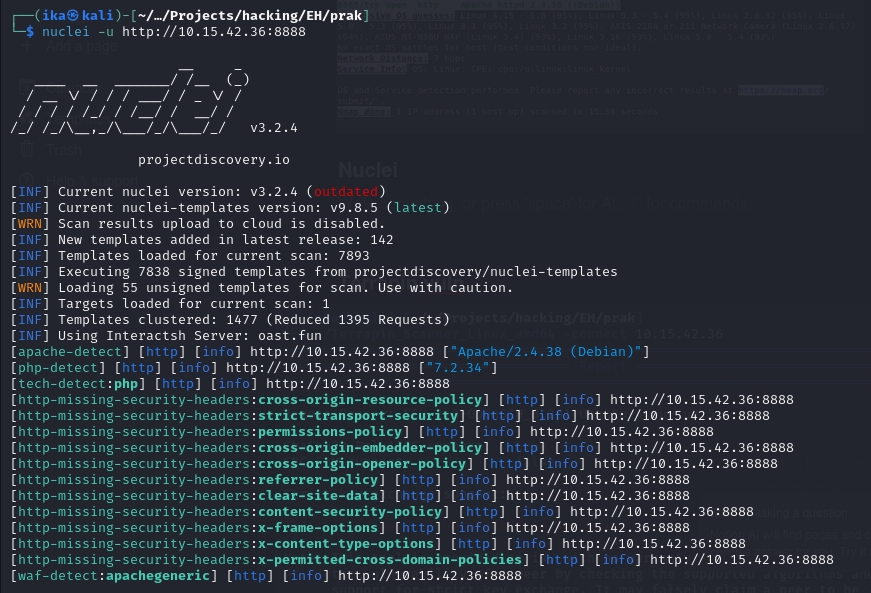 (ika㉿kali)-[~/…/Projects/hacking/EH/prak]
$ nuclei -u http://10.15.42.36:8888
nuclei v3.2.4
projectdiscovery.io
[INF] Current nuclei version: v3.2.4 (outdated)
[INF] Current nuclei-templates version: v9.8.5 (latest)
[WRN] Scan results upload to cloud is disabled.
[INF] New templates added in latest release: 142
[INF] Templates loaded for current scan: 7893
[INF] Executing 7838 signed templates from projectdiscovery/nuclei-templates
[WRN] Loading 55 unsigned templates for scan. Use with caution.
[INF] Targets loaded for current scan: 1
[INF] Templates clustered: 1477 (Reduced 1395 Requests)
[INF] Using Interactsh Server: oast.fun
[apache-detect] [http] [info] http://10.15.42.36:8888 ["Apache/2.4.38 (Debian)"]
[php-detect] [http] [info] http://10.15.42.36:8888 ["7.2.34"]
[tech-detect:php] [http] [info] http://10.15.42.36:8888
[http-missing-security-headers:cross-origin-resource-policy] [http] [info] http://10.15.42.36:8888
[http-missing-security-headers:strict-transport-security] [http] [info] http://10.15.42.36:8888
[http-missing-security-headers:permissions-policy] [http] [info] http://10.15.42.36:8888
[http-missing-security-headers:cross-origin-embedder-policy] [http] [info] http://10.15.42.36:8888
[http-missing-security-headers:cross-origin-opener-policy] [http] [info] http://10.15.42.36:8888
[http-missing-security-headers:referrer-policy] [http] [info] http://10.15.42.36:8888
[http-missing-security-headers:clear-site-data] [http] [info] http://10.15.42.36:8888
[http-missing-security-headers:content-security-policy] [http] [info] http://10.15.42.36:8888
[http-missing-security-headers:x-frame-options] [http] [info] http://10.15.42.36:8888
[http-missing-security-headers:x-content-type-options] [http] [info] http://10.15.42.36:8888
[http-missing-security-headers:x-permitted-cross-domain-policies] [http] [info] http://10.15.42.36:8888
[waf-detect:apachegeneric] [http] [info] http://10.15.42.36:8888